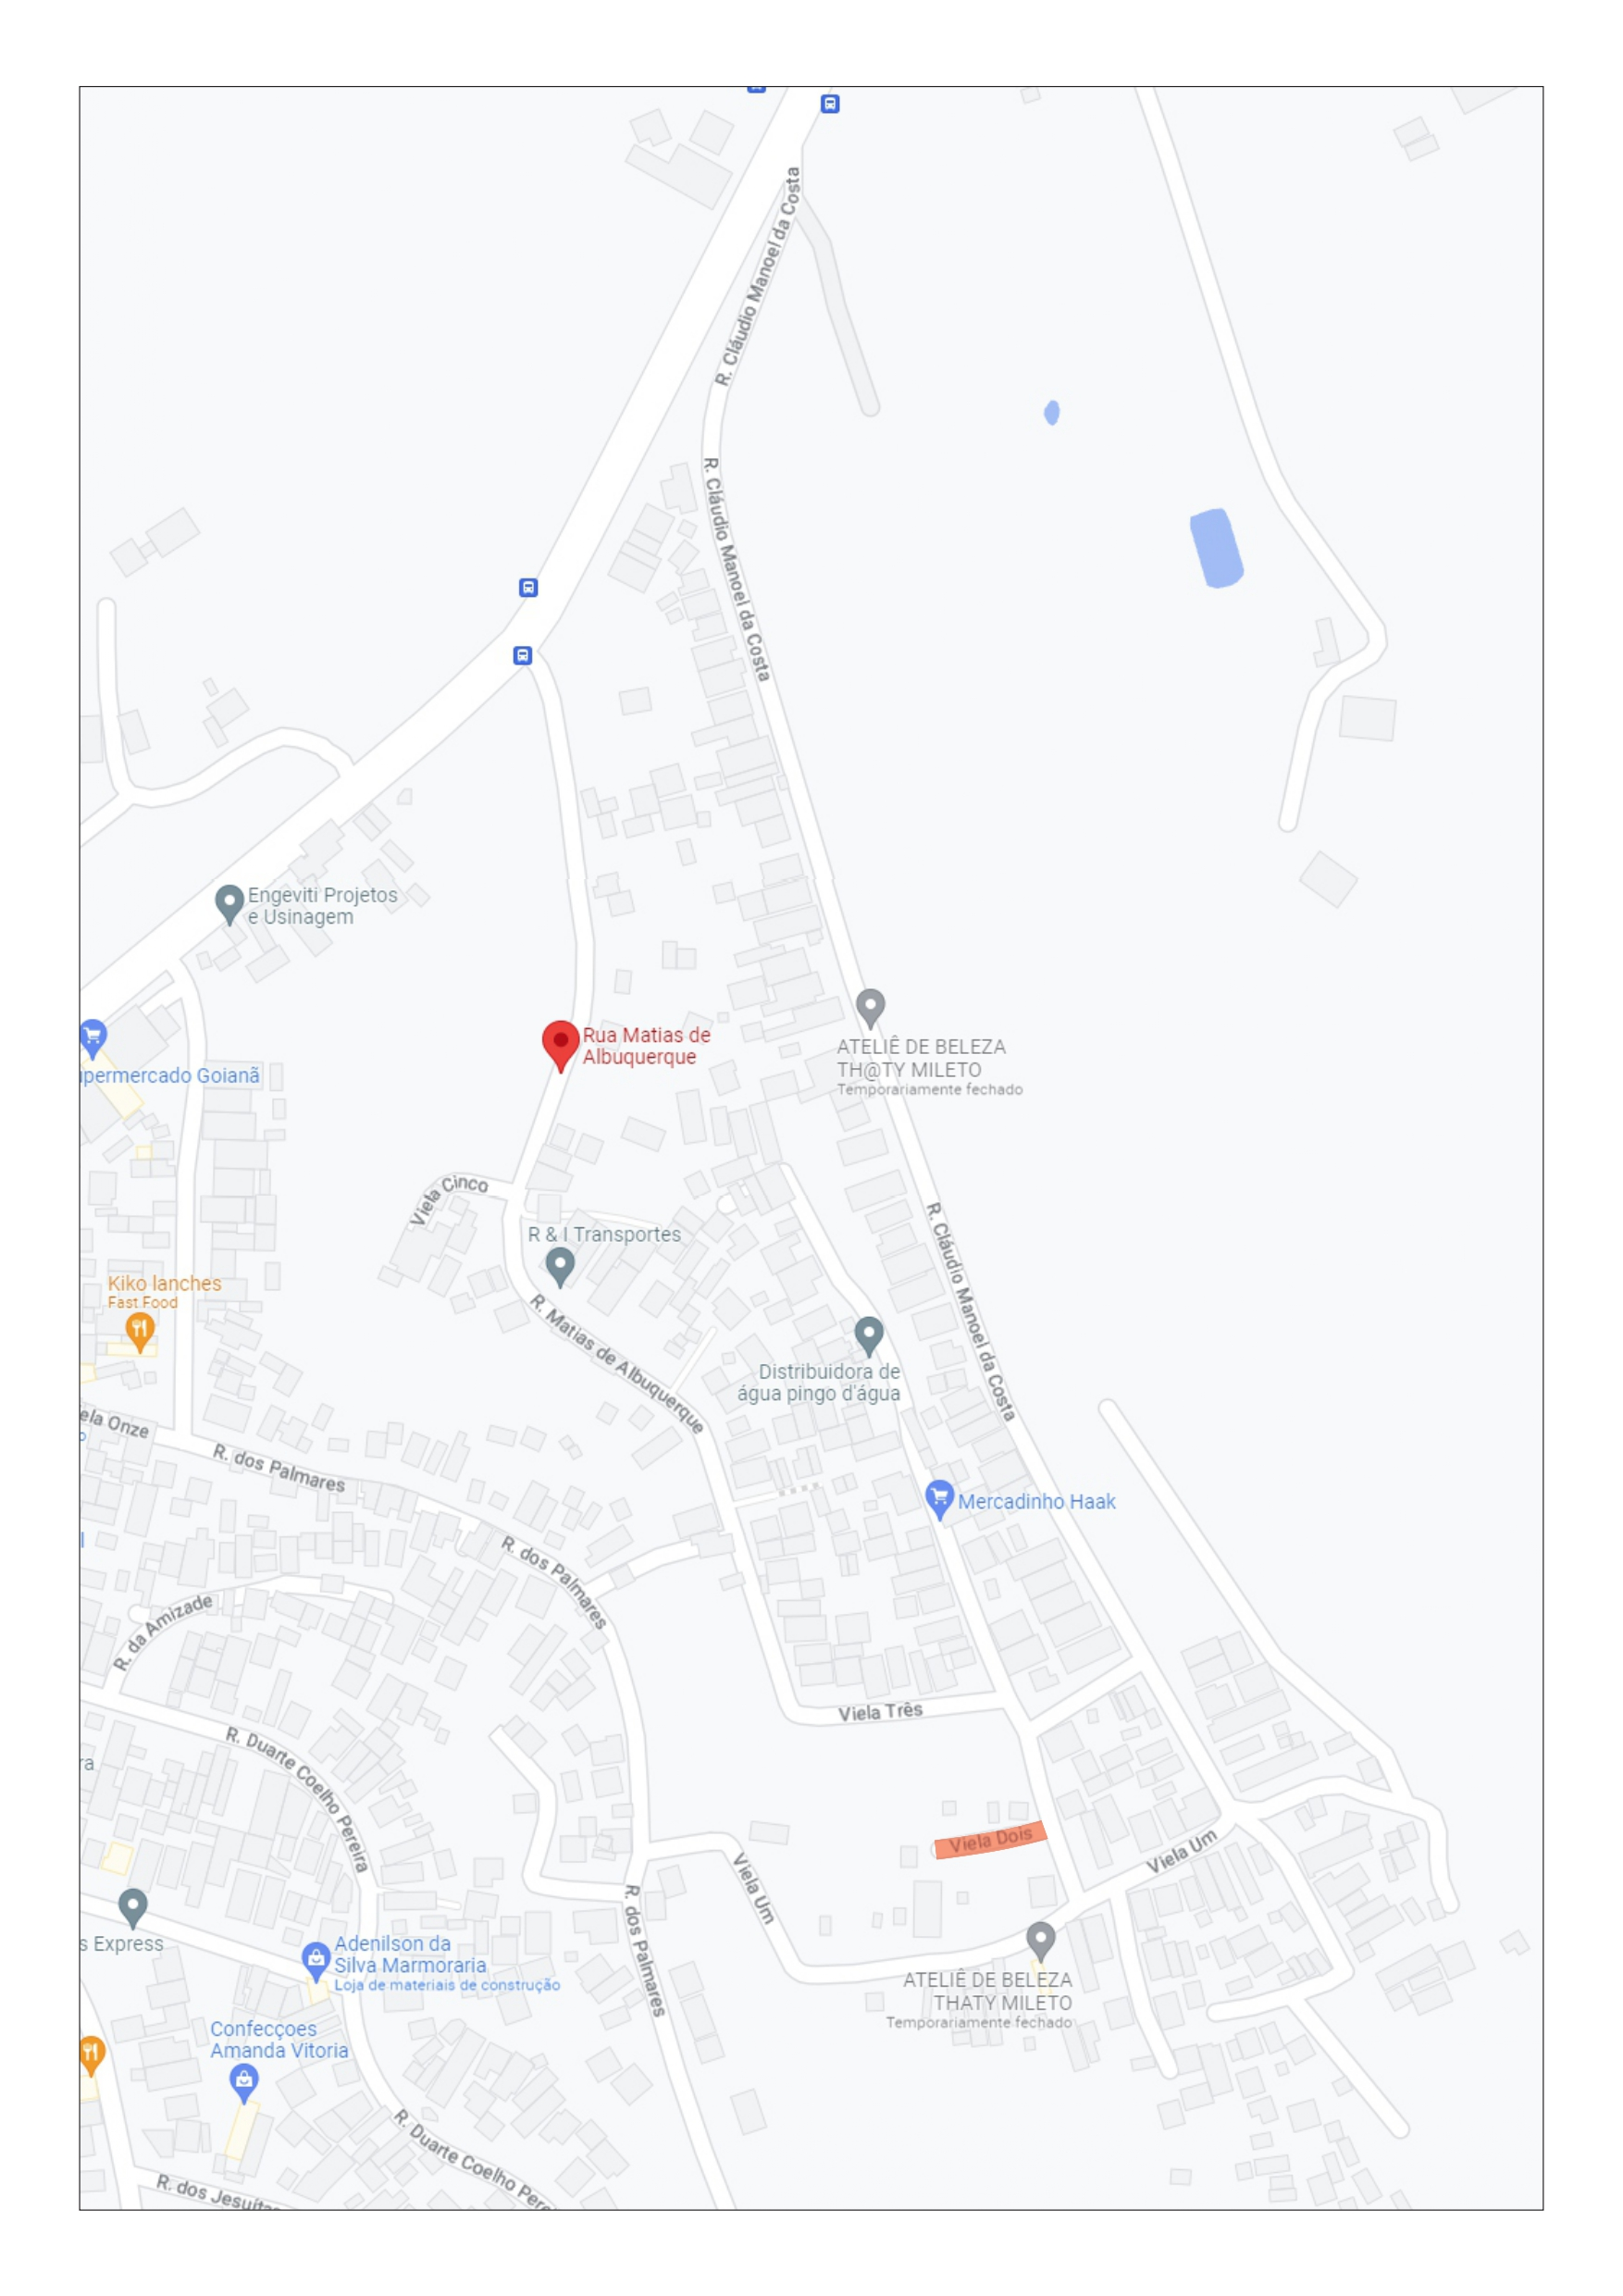 R. Cláudio Manoel da Costa
R. Cláudio Manoel da Costa
Engeviti Projetos
e Usinagem
Rua Matias de
Albuquerque
ATELIÊ DE BELEZA
TH@TY MILETO
Temporariamente fechado
upermercado Goianã
Viela Cinco
R & I Transportes
R. Cláudio Manoel da Costa
Kiko lanches
Fast Food
R. Matias de Albuquerque
Distribuidora de
água pingo d'água
ela Onze
R. dos Palmares
Mercadinho Haak
R. dos Palmares
R. da Amizade
Viela Três
R. Duarte Coelho Pereira
ra
Viela Dois
Viela Um
Viela Um
R. dos Palmares
s Express
Adenilson da
Silva Marmoraria
Loja de materiais de construção
ATELIÊ DE BELEZA
THATY MILETO
Temporariamente fechado
Confecçoes
Amanda Vitoria
R. Duarte Coelho Pere
R. dos Jesuíta